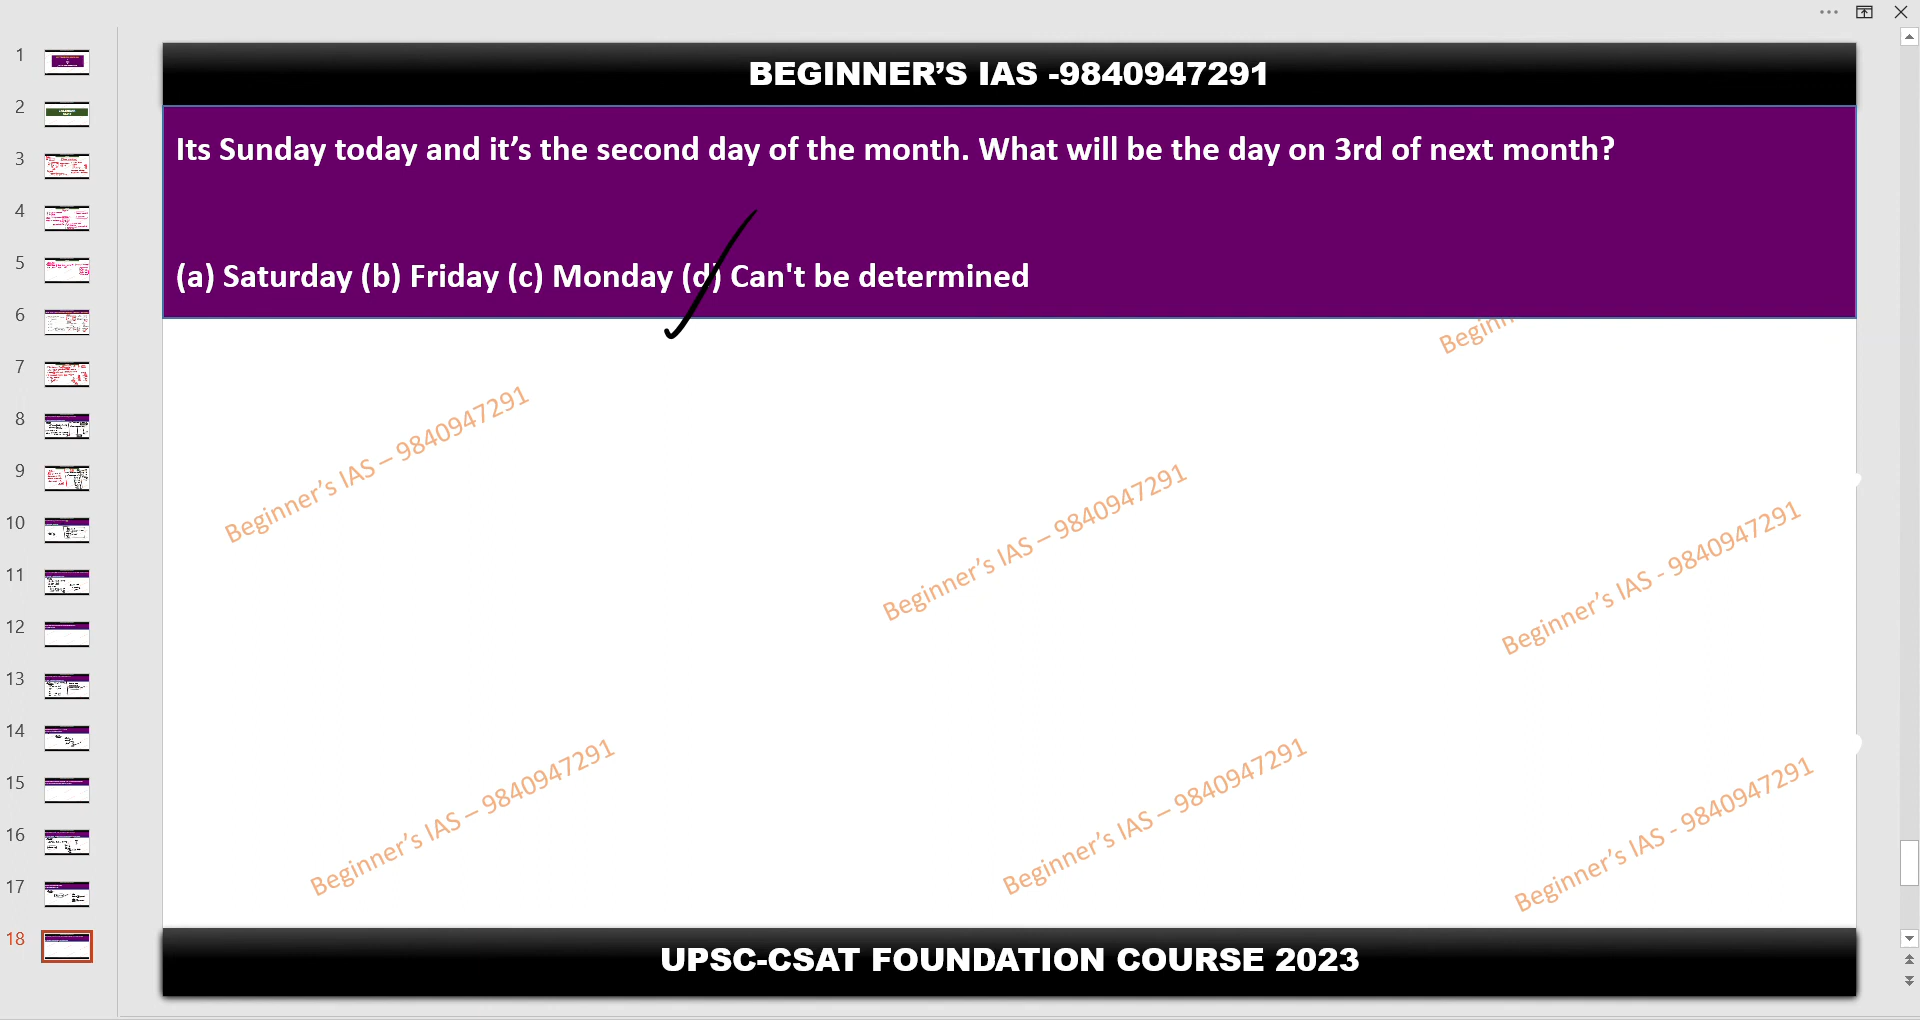 BEGINNER’S IAS -9840947291
Its Sunday today and it’s the second day of the month. What will be the day on 3rd of next month?
(a) Saturday (b) Friday (c) Monday (d) Can't be determined
Beginn
Beginner’s IAS – 9840947291
Beginner’s IAS – 9840947291
Beginner’s IAS - 9840947291
Beginner’s IAS – 9840947291
Beginner’s IAS – 9840947291
Beginner’s IAS - 9840947291
UPSC-CSAT FOUNDATION COURSE 2023
1
2
3
4
5
6
7
8
9
10
11
12
13
14
15
16
17
18